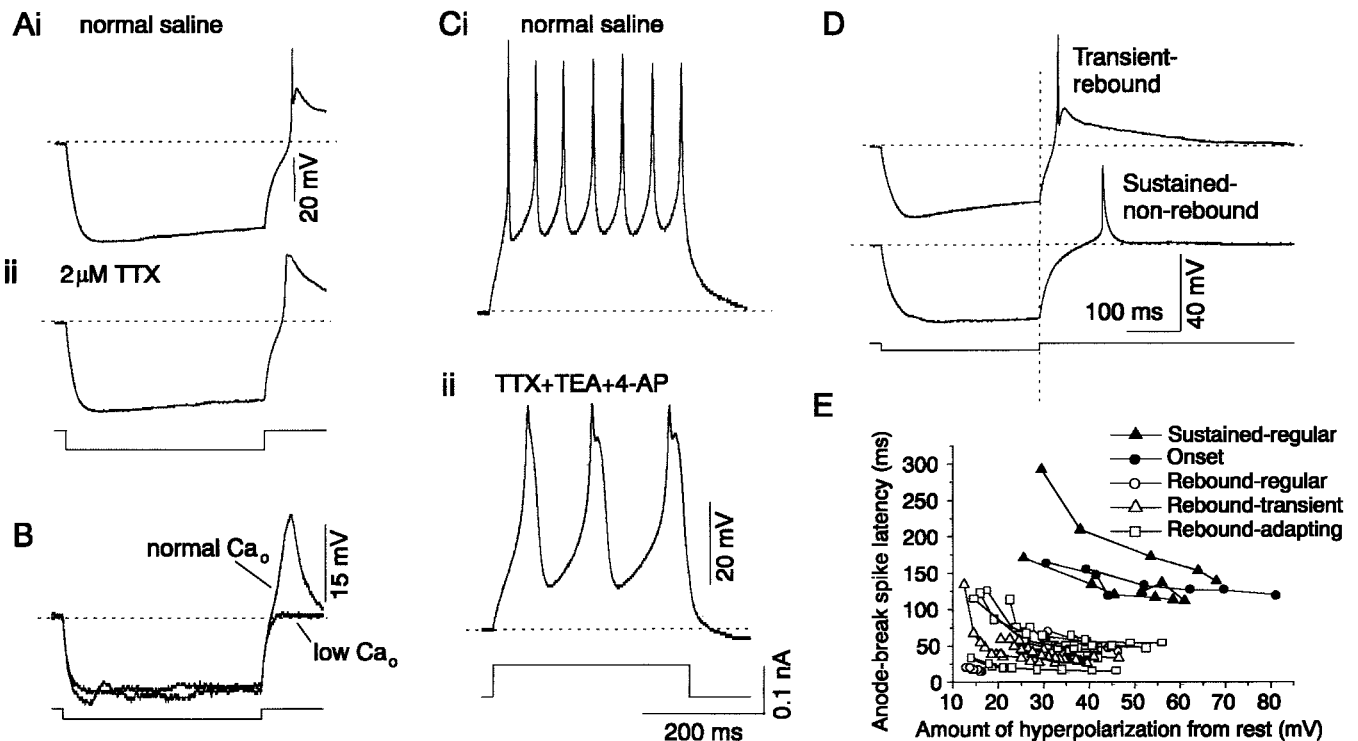 Ai normal saline
20 mV
ii 2μM TTX
B
normal Cao
low Cao
15 mV
Ci normal saline
ii TTX+TEA+4-AP
20 mV
0.1 nA
200 ms
D
Transient-
rebound
Sustained-
non-rebound
100 ms
40 mV
E
Sustained-regular
Onset
Rebound-regular
Rebound-transient
Rebound-adapting
Anode-break spike latency (ms)
300
250
200
150
100
50
0
10 20 30 40 50 60 70 80
Amount of hyperpolarization from rest (mV)